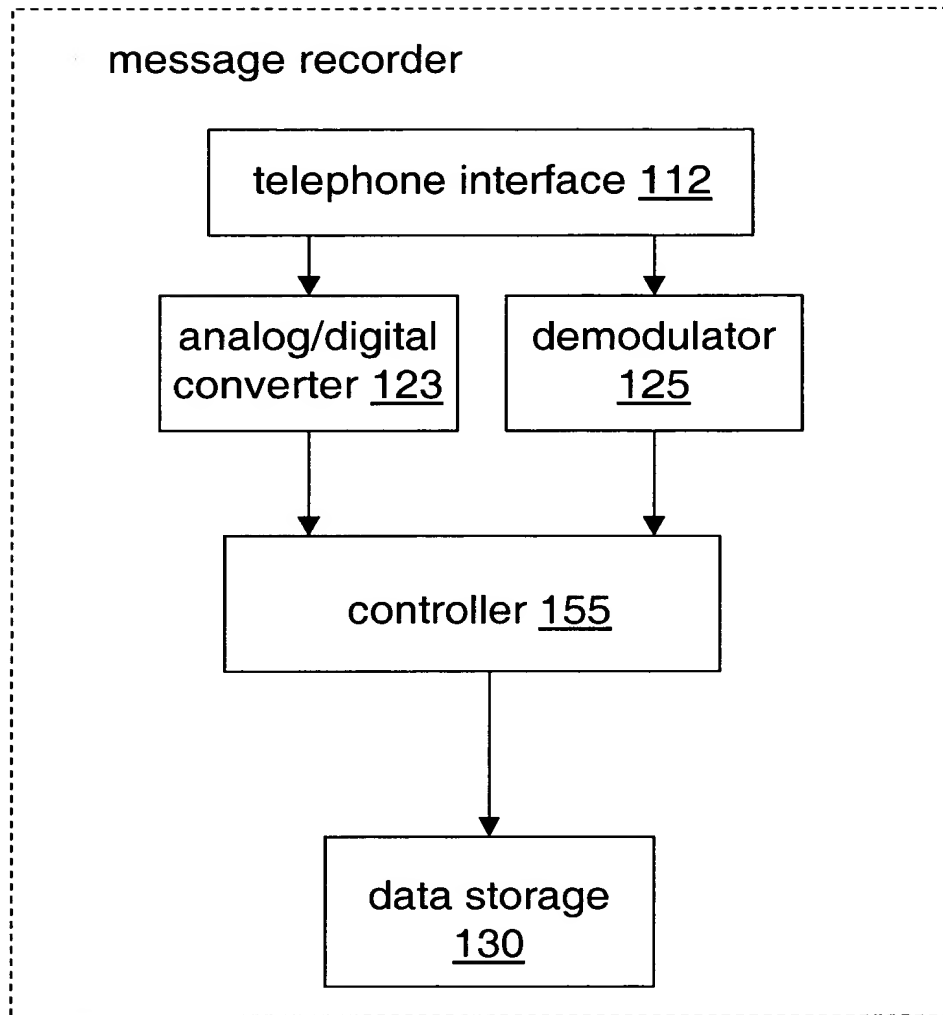 message recorder
telephone interface 112
analog/digital
converter 123
demodulator
125
controller 155
data storage
130